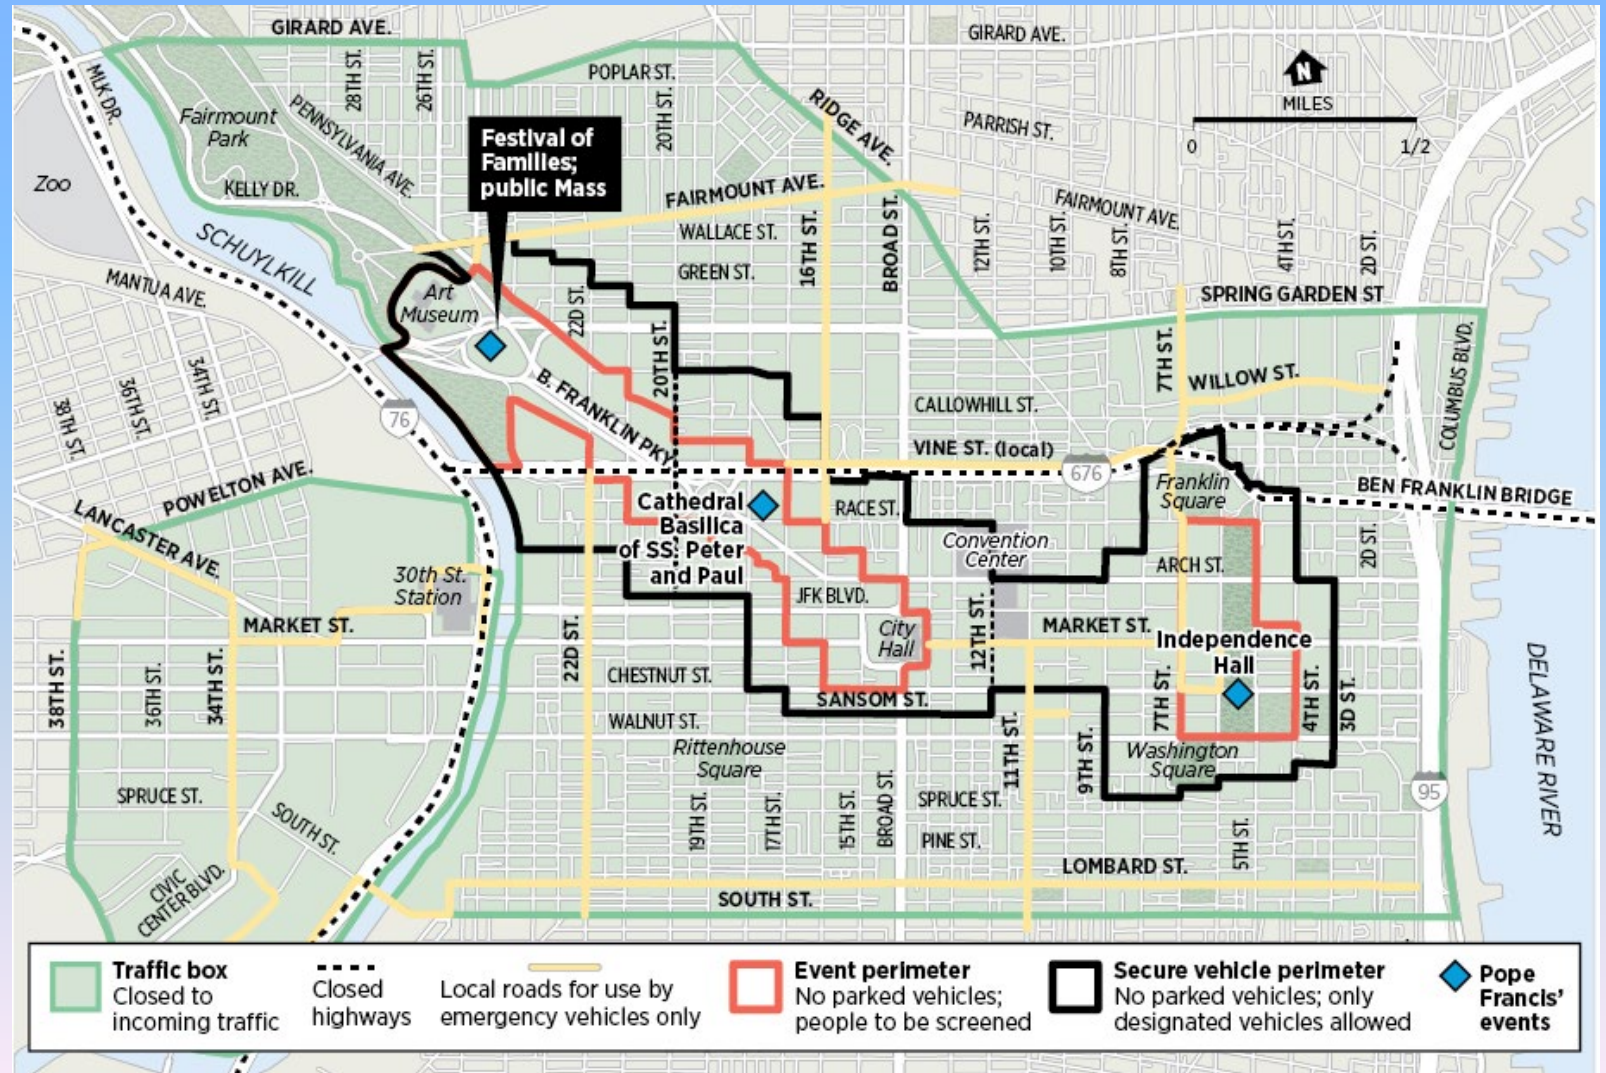 GIRARD AVE.
GIRARD AVE.
N
MILES
0
1/2
MLK DR.
28TH ST.
26TH ST.
POPLAR ST.
20TH ST.
RIDGE AVE.
PARRISH ST.
Fairmount
Park
PENNSYLVANIA AVE.
Festival of
Families;
public Mass
Zoo
KELLY DR.
FAIRMOUNT AVE.
FAIRMOUNT AVE.
SCHUYLKILL
WALLACE ST.
16TH ST.
BROAD ST.
12TH ST.
10TH ST.
8TH ST.
4TH ST.
2D ST.
MANTUA AVE.
GREEN ST.
Art
Museum
22D ST.
SPRING GARDEN ST
20TH ST.
7TH ST.
COLUMBUS BLVD.
38TH ST.
36TH ST.
34TH ST.
B. FRANKLIN PKY.
WILLOW ST.
CALLOWHILL ST.
76
VINE ST. (local)
676
POWELTON AVE.
LANCASTER AVE.
Franklin
Square
BEN FRANKLIN BRIDGE
Cathedral
Basilica
of SS. Peter
and Paul
RACE ST.
Convention
Center
2D ST.
ARCH ST.
30th St.
Station
JFK BLVD.
MARKET ST.
City
Hall
12TH ST.
MARKET ST.
Independence
Hall
22D ST.
38TH ST.
36TH ST.
34TH ST.
CHESTNUT ST.
SANSOM ST.
7TH ST.
4TH ST.
3D ST.
DELAWARE RIVER
WALNUT ST.
Rittenhouse
Square
11TH ST.
9TH ST.
Washington
Square
95
SPRUCE ST.
SOUTH ST.
19TH ST.
17TH ST.
15TH ST.
BROAD ST.
SPRUCE ST.
PINE ST.
5TH ST.
LOMBARD ST.
CIVIC
CENTER BLVD.
SOUTH ST.
Traffic box
Closed to
incoming traffic
Closed
highways
Local roads for use by
emergency vehicles only
Event perimeter
No parked vehicles;
people to be screened
Secure vehicle perimeter
No parked vehicles; only
designated vehicles allowed
Pope
Francis’
events